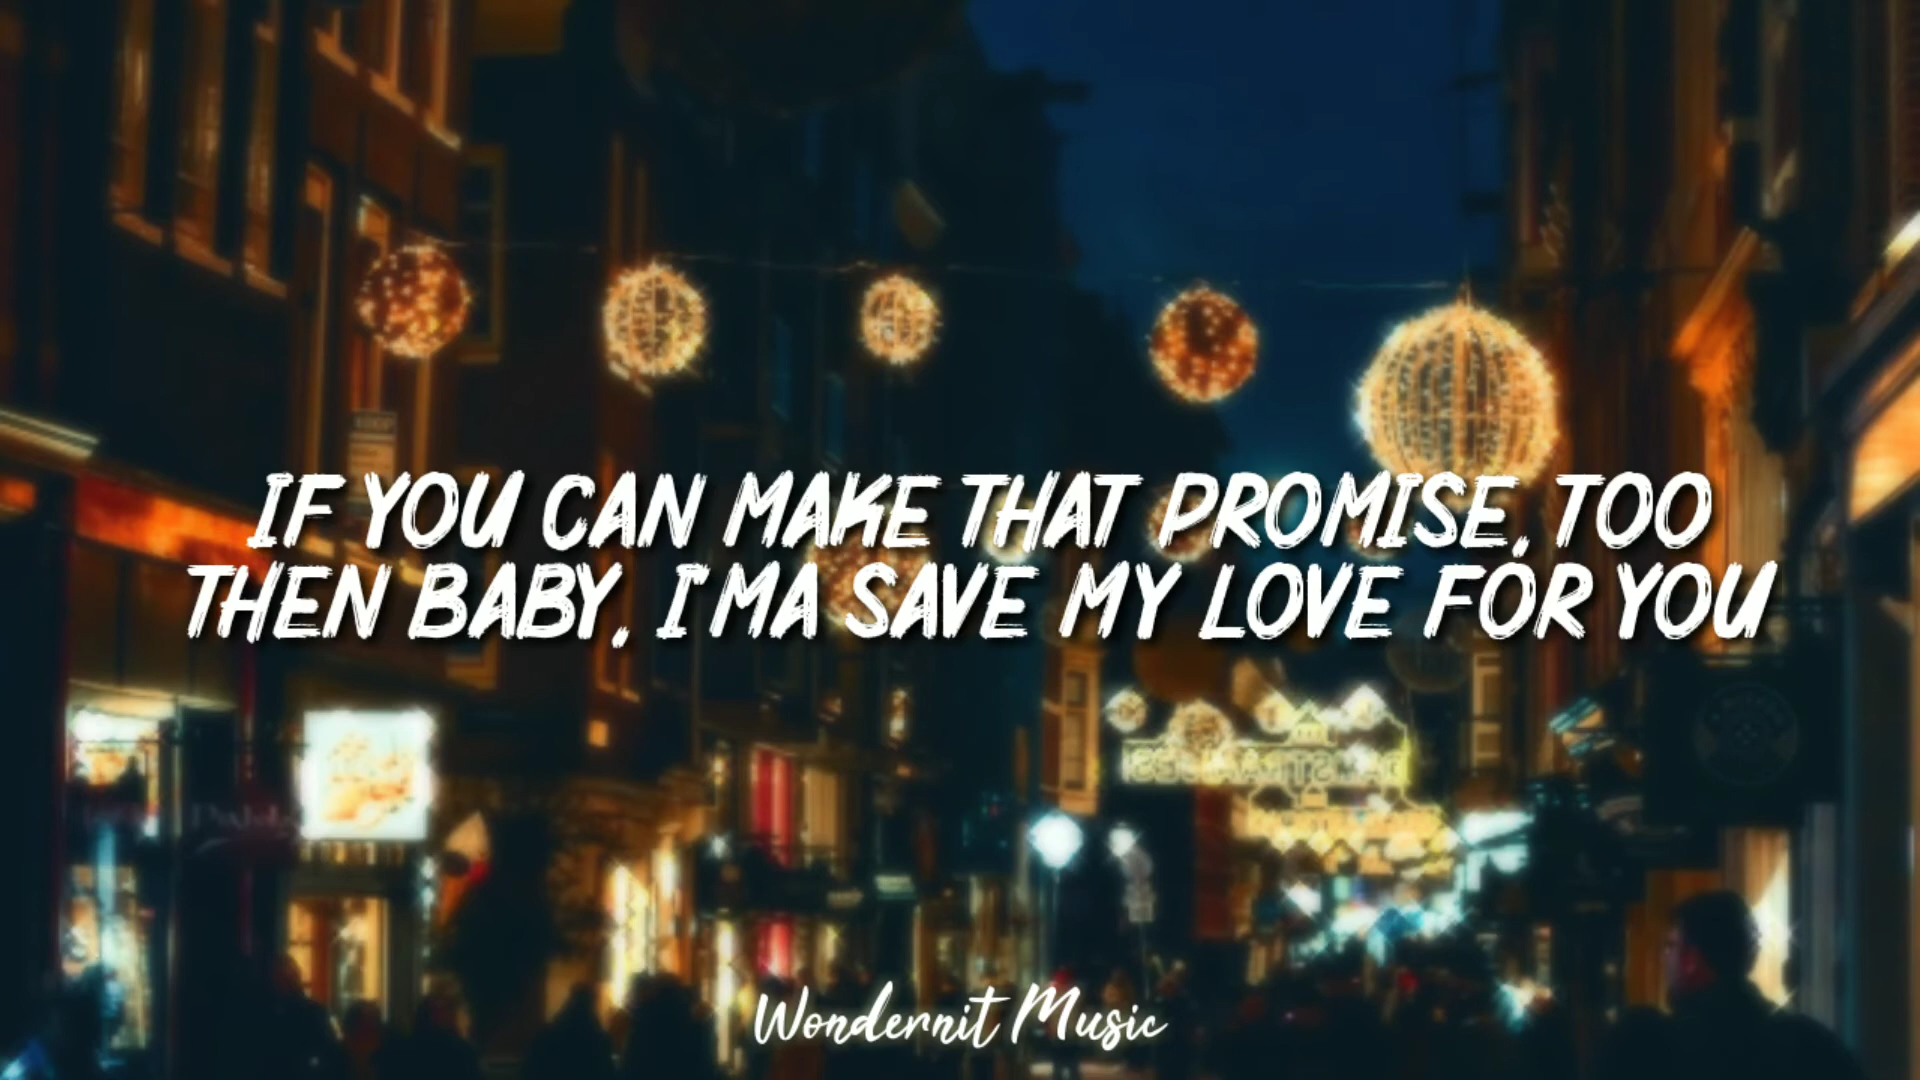 IF YOU CAN MAKE THAT PROMISE, TOO
THEN BABY, I'MA SAVE MY LOVE FOR YOU
Wondernit Music